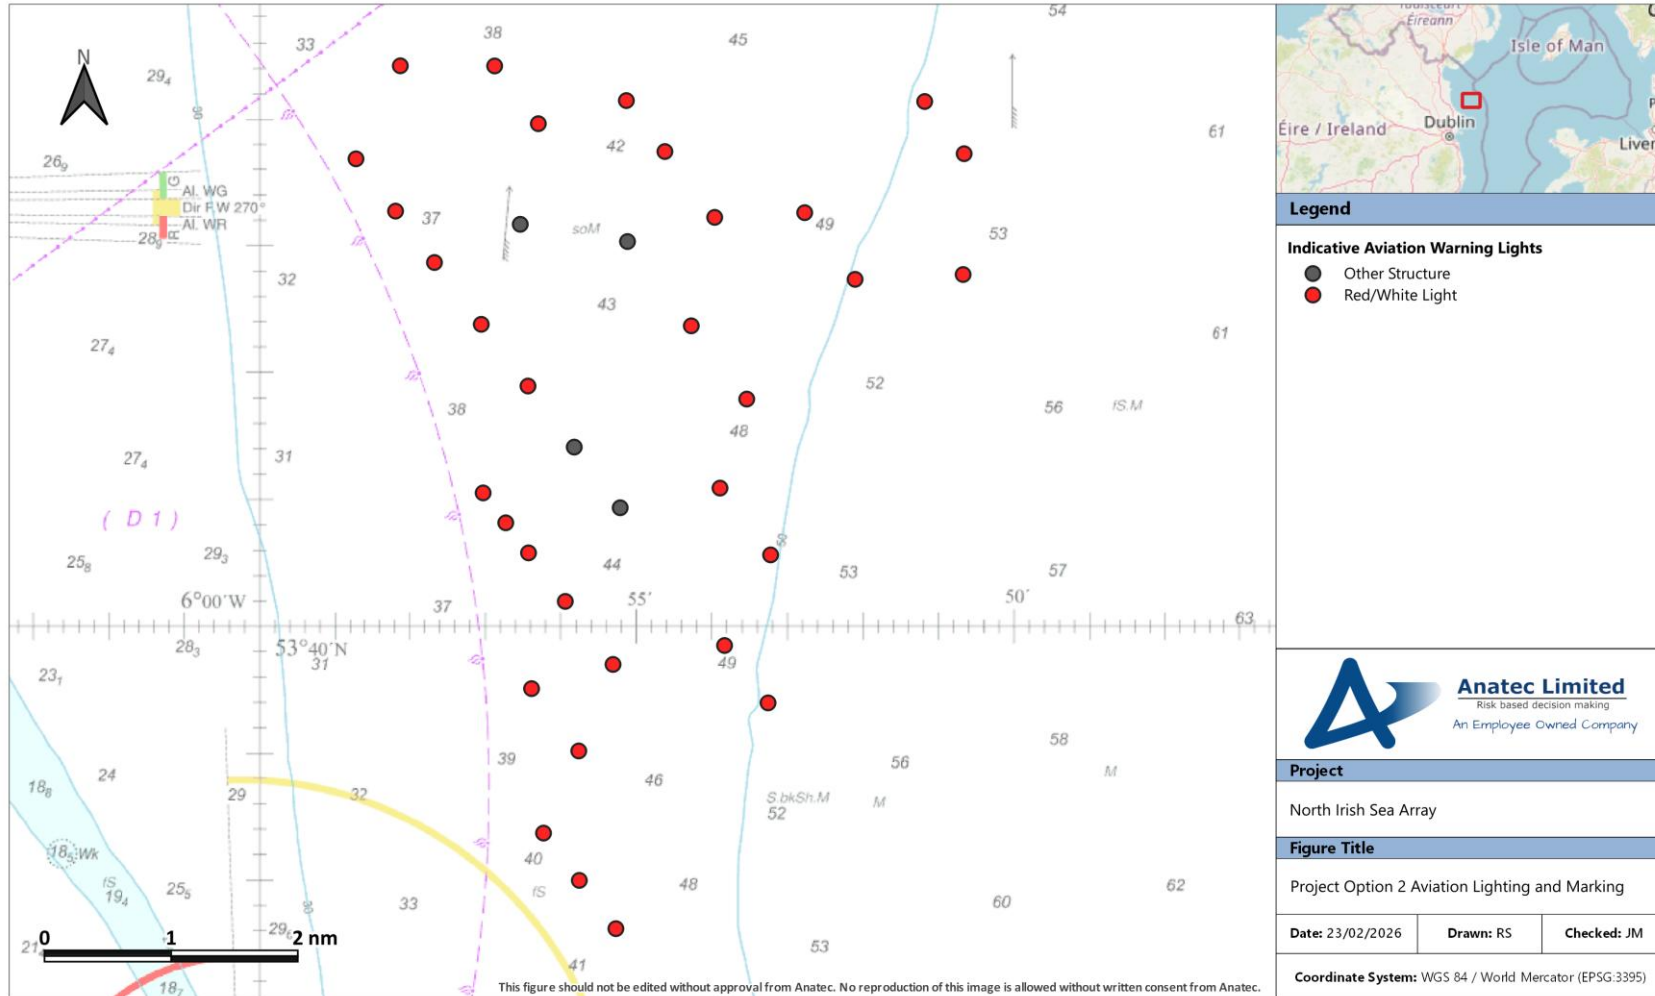 54
38
45
33
N
29₄
30
61
42
26₉
G
Al. WG
Dir F W 270°
Al. WR
R
28₉
37
soM
49
53
32
43
27₄
61
52
38
56
fS.M
48
31
27₄
( D 1 )
50
29₃
25₈
44
53
57
6°00′W
37
55′
50′
63
28₃
53°40′N
31
49
23₁
58
39
56
24
46
M
18₈
29
32
S.bkSh.M
M
52
18₅ Wk
40
fS
25₅
fS
48
62
19₄
33
60
30
0 1 2 nm
53
41
18₇
This figure should not be edited without approval from Anatec. No reproduction of this image is allowed without written consent from Anatec.
Éireann
Isle of Man
Éire / Ireland
Dublin
Liver
Legend
Indicative Aviation Warning Lights
Other Structure
Red/White Light
Anatec Limited
Risk based decision making
An Employee Owned Company
Project
North Irish Sea Array
Figure Title
Project Option 2 Aviation Lighting and Marking
Date: 23/02/2026 Drawn: RS Checked: JM
Coordinate System: WGS 84 / World Mercator (EPSG:3395)